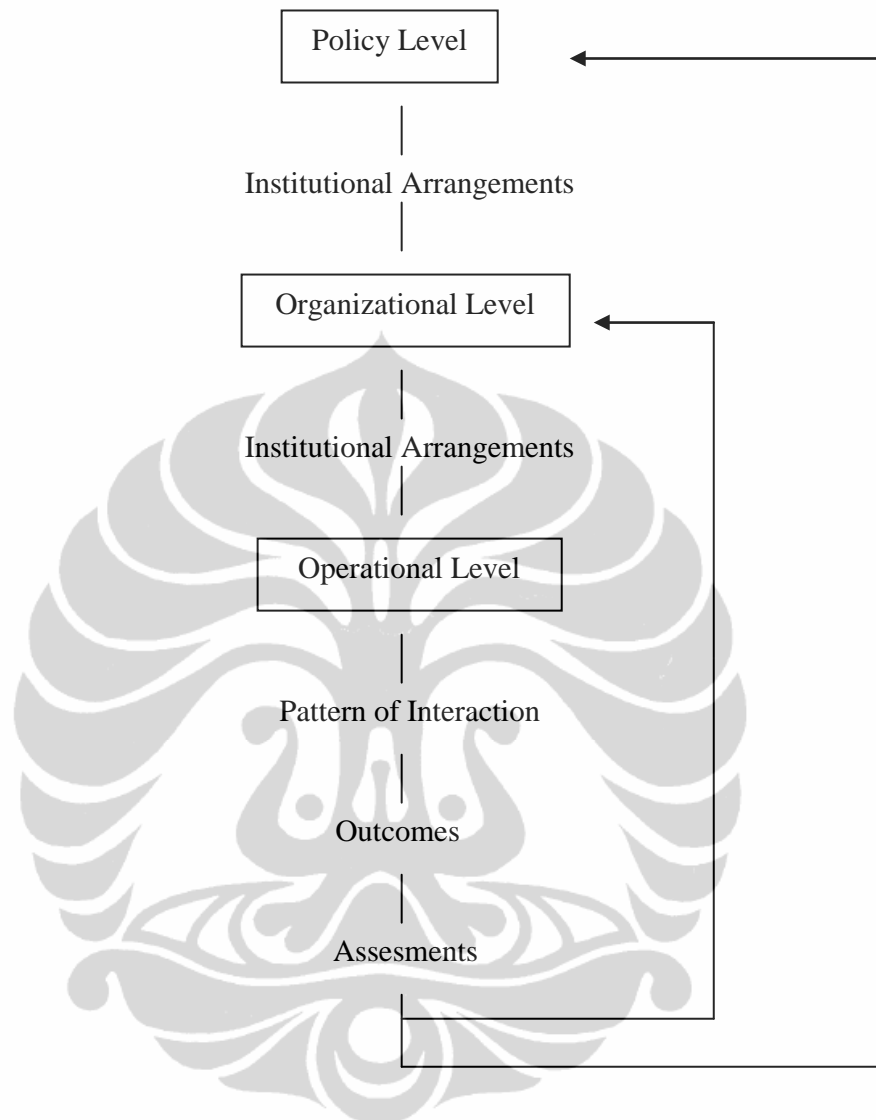 Policy Level
Institutional Arrangements
Organizational Level
Institutional Arrangements
Operational Level
Pattern of Interaction
Outcomes
Assesments